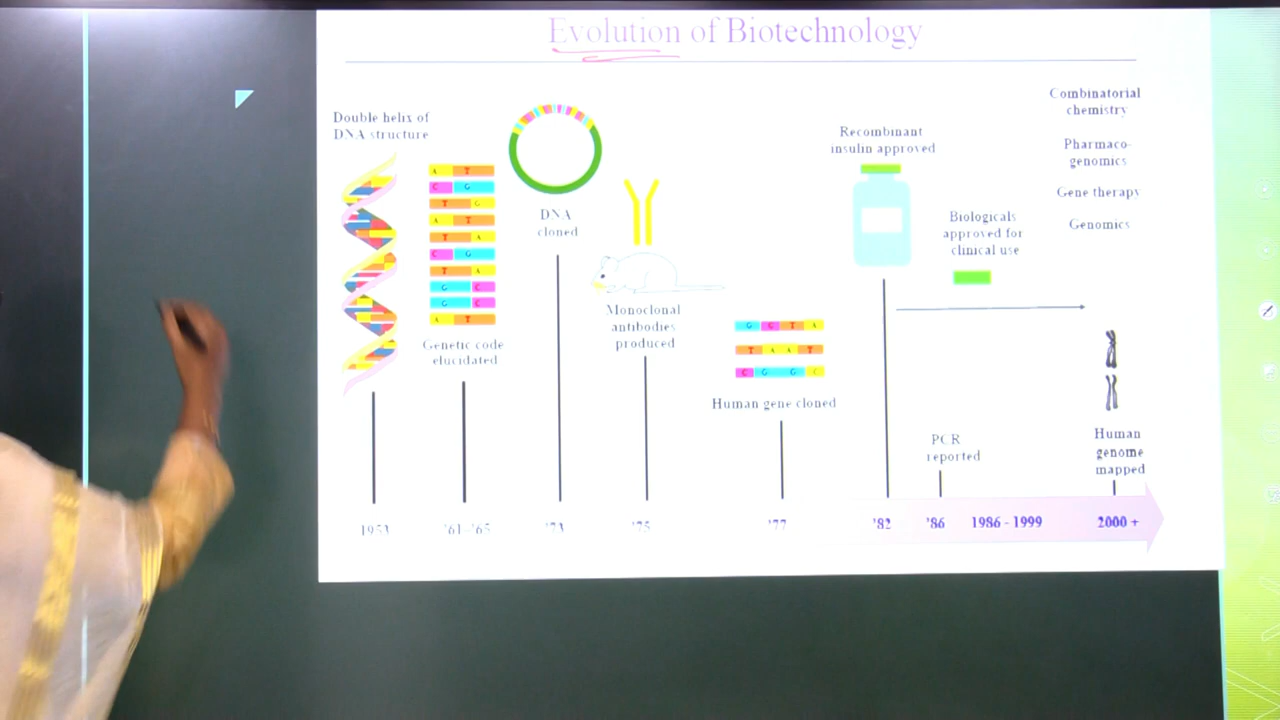 Evolution of Biotechnology
Double helix of
DNA structure
A T
C G
T G
A T
T A
C G
T A
G C
G C
A T
Genetic code
elucidated
DNA
cloned
Monoclonal
antibodies
produced
G G T A
T A A T
C G G C
Human gene cloned
Recombinant
insulin approved
Biologicals
approved for
clinical use
Combinatorial
chemistry
Pharmaco-
genomics
Gene therapy
Genomics
PCR
reported
Human
genome
mapped
1953
'61-'65
'73
'75
'77
'82
'86
1986 - 1999
2000 +